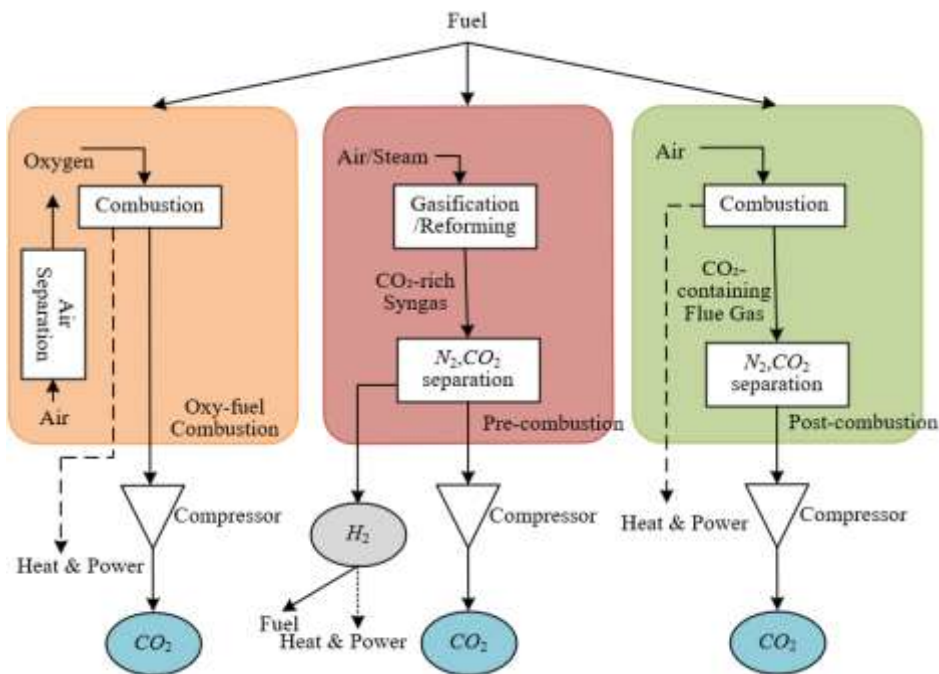 Fuel
Oxygen
Combustion
Air
Separation
Air
Oxy-fuel
Combustion
Heat & Power
Compressor
CO₂
Air/Steam
Gasification
/Reforming
CO₂-rich
Syngas
N₂,CO₂
separation
Pre-combustion
H₂
Fuel
Heat & Power
Compressor
CO₂
Air
Combustion
CO₂-
containing
Flue Gas
N₂,CO₂
separation
Post-combustion
Heat & Power
Compressor
CO₂